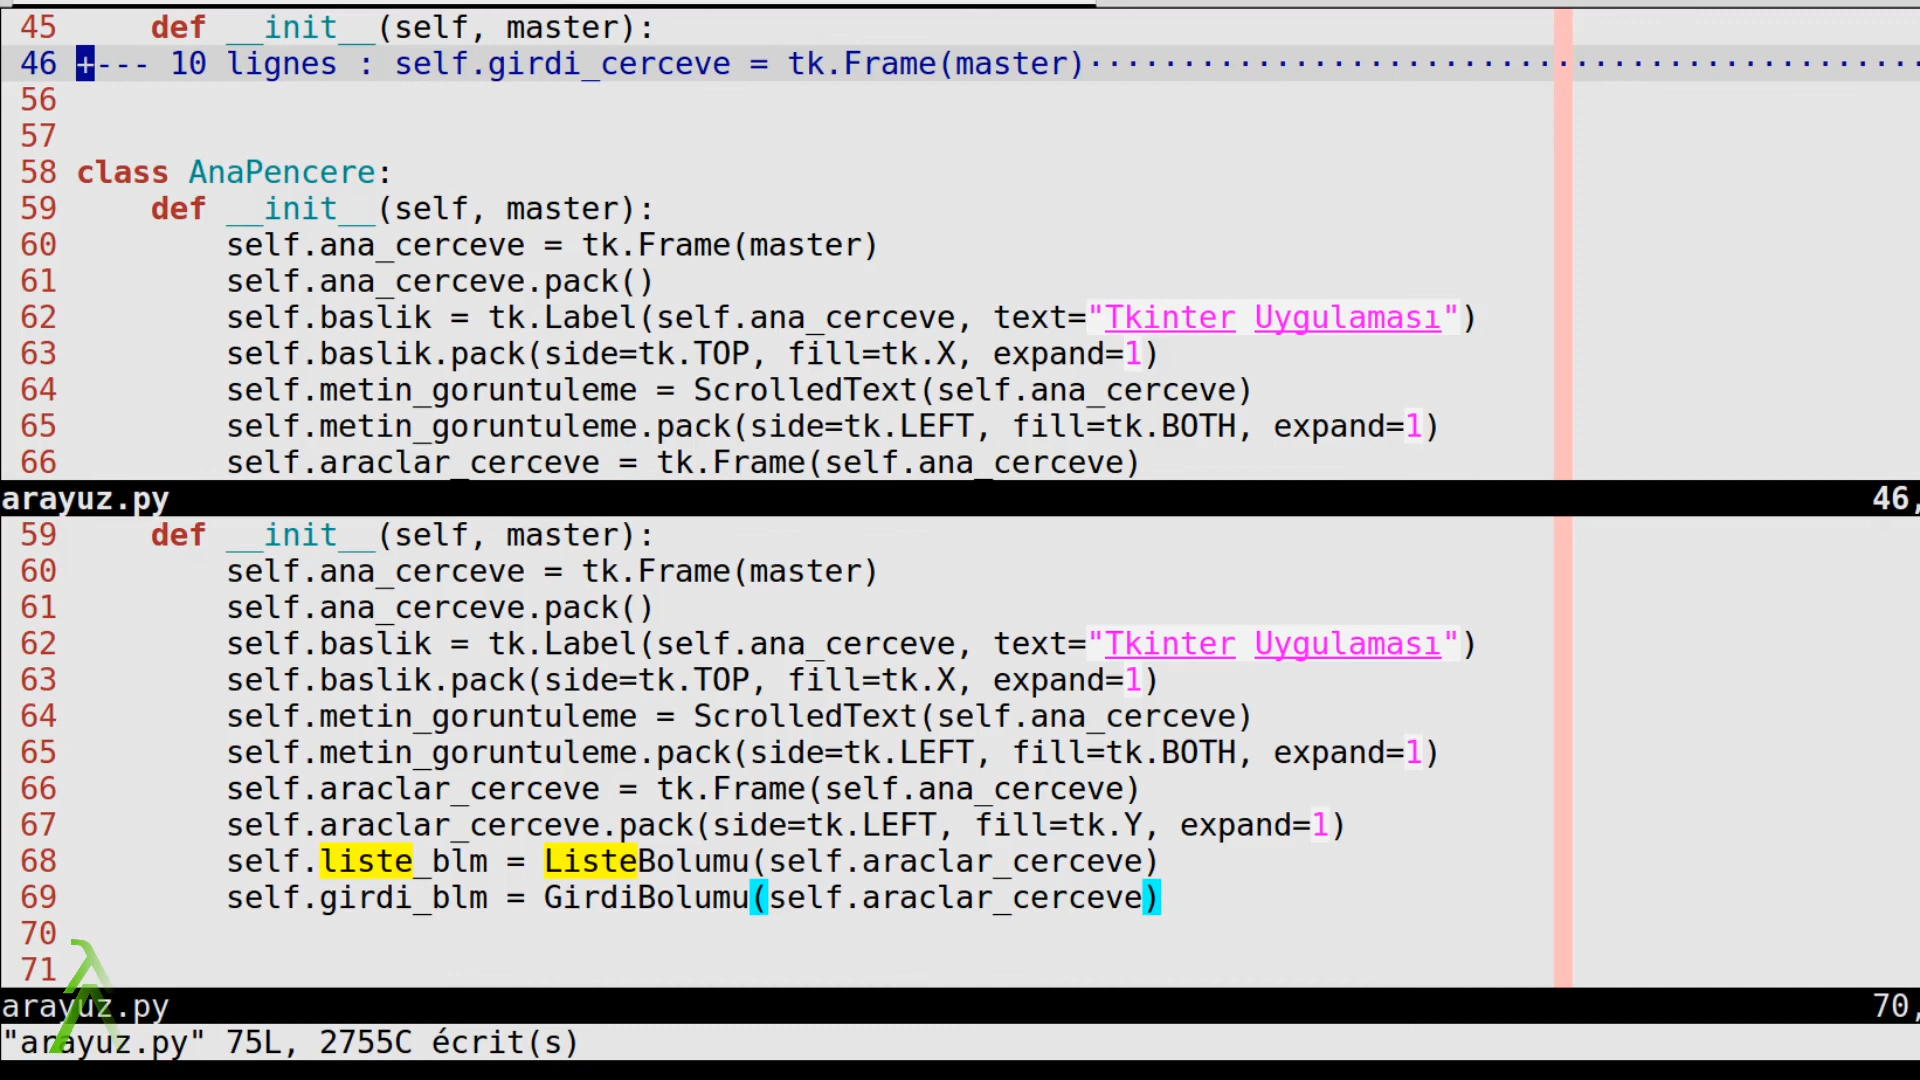 45     def __init__(self, master):
46 +--- 10 lignes : self.girdi_cerceve = tk.Frame(master)·············································
56
57
58 class AnaPencere:
59     def __init__(self, master):
60         self.ana_cerceve = tk.Frame(master)
61         self.ana_cerceve.pack()
62         self.baslik = tk.Label(self.ana_cerceve, text="Tkinter Uygulaması")
63         self.baslik.pack(side=tk.TOP, fill=tk.X, expand=1)
64         self.metin_goruntuleme = ScrolledText(self.ana_cerceve)
65         self.metin_goruntuleme.pack(side=tk.LEFT, fill=tk.BOTH, expand=1)
66         self.araclar_cerceve = tk.Frame(self.ana_cerceve)
arayuz.py 46,
59     def __init__(self, master):
60         self.ana_cerceve = tk.Frame(master)
61         self.ana_cerceve.pack()
62         self.baslik = tk.Label(self.ana_cerceve, text="Tkinter Uygulaması")
63         self.baslik.pack(side=tk.TOP, fill=tk.X, expand=1)
64         self.metin_goruntuleme = ScrolledText(self.ana_cerceve)
65         self.metin_goruntuleme.pack(side=tk.LEFT, fill=tk.BOTH, expand=1)
66         self.araclar_cerceve = tk.Frame(self.ana_cerceve)
67         self.araclar_cerceve.pack(side=tk.LEFT, fill=tk.Y, expand=1)
68         self.liste_blm = ListeBolumu(self.araclar_cerceve)
69         self.girdi_blm = GirdiBolumu(self.araclar_cerceve)
70
71
arayuz.py 70,
"arayuz.py" 75L, 2755C écrit(s)